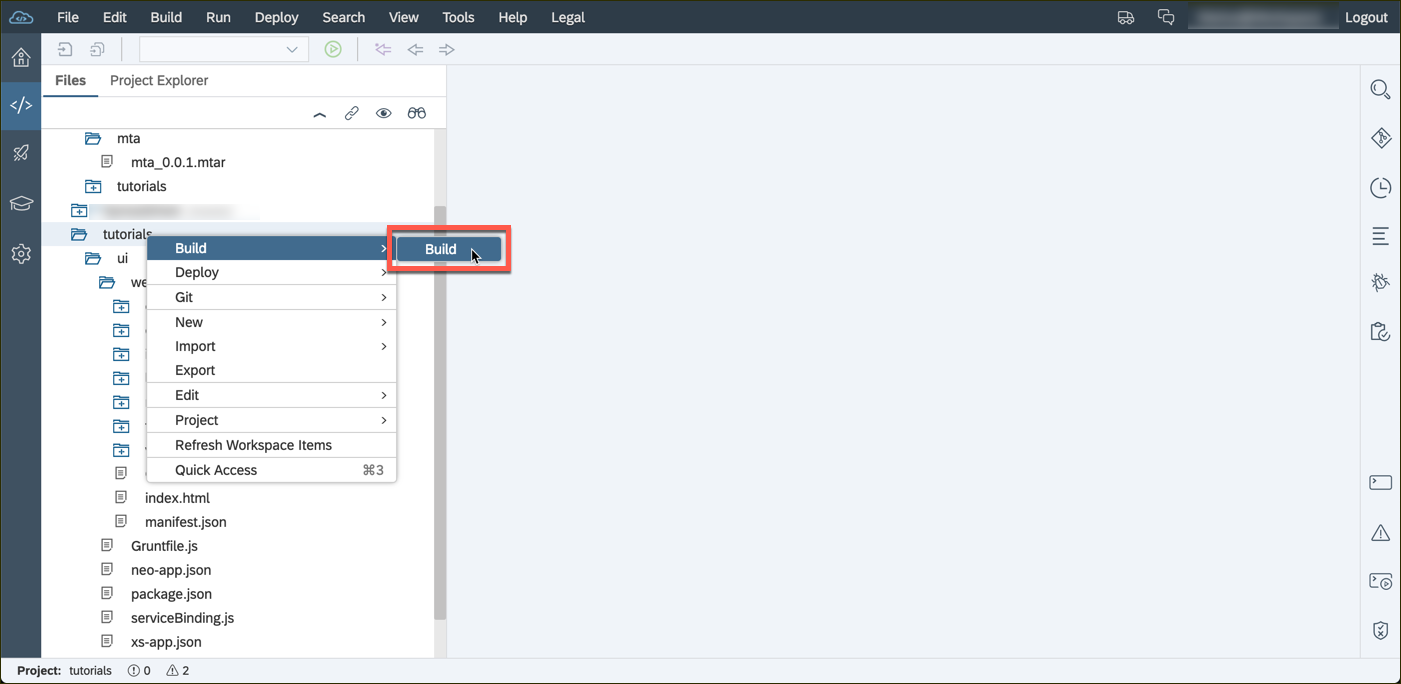 File Edit Build Run Deploy Search View Tools Help Legal Logout
Files Project Explorer
mta
mta_0.0.1.mtar
tutorials
tutorials
Build Build
ui
Deploy
we
Git
New
Import
Export
Edit
Project
Refresh Workspace Items
Quick Access ⌘3
index.html
manifest.json
Gruntfile.js
neo-app.json
package.json
serviceBinding.js
xs-app.json
Project: tutorials 0 2